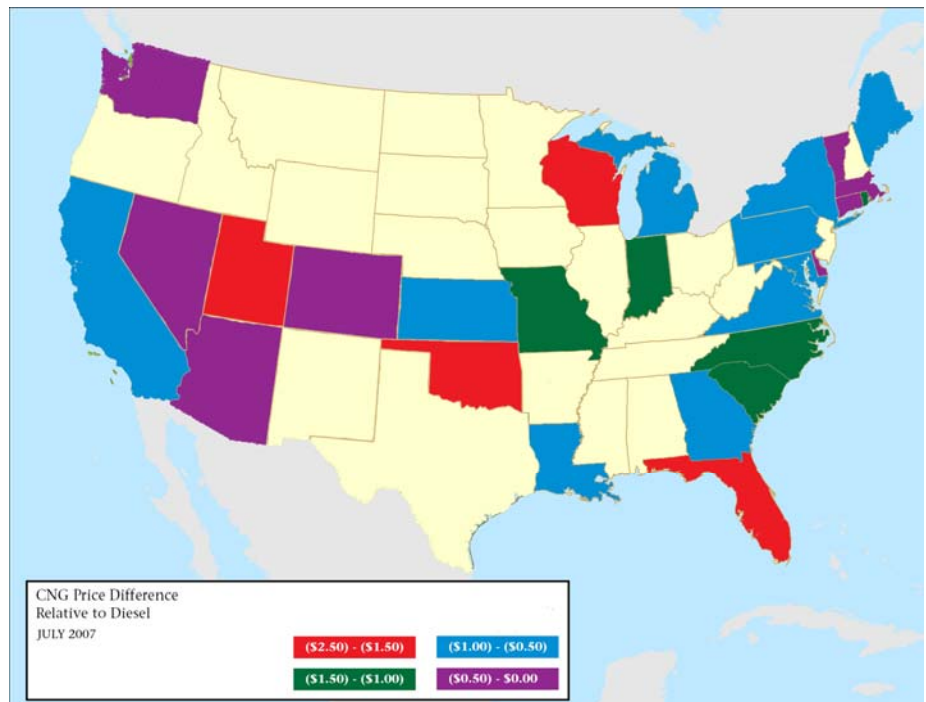 CNG Price Difference
Relative to Diesel
JULY 2007
($2.50) - ($1.50)
($1.00) - ($0.50)
($1.50) - ($1.00)
($0.50) - $0.00